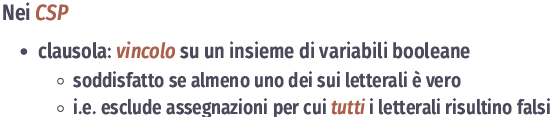 Nei CSP
• clausola: vincolo su un insieme di variabili booleane
◦ soddisfatto se almeno uno dei sui letterali è vero
◦ i.e. esclude assegnazioni per cui tutti i letterali risultino falsi